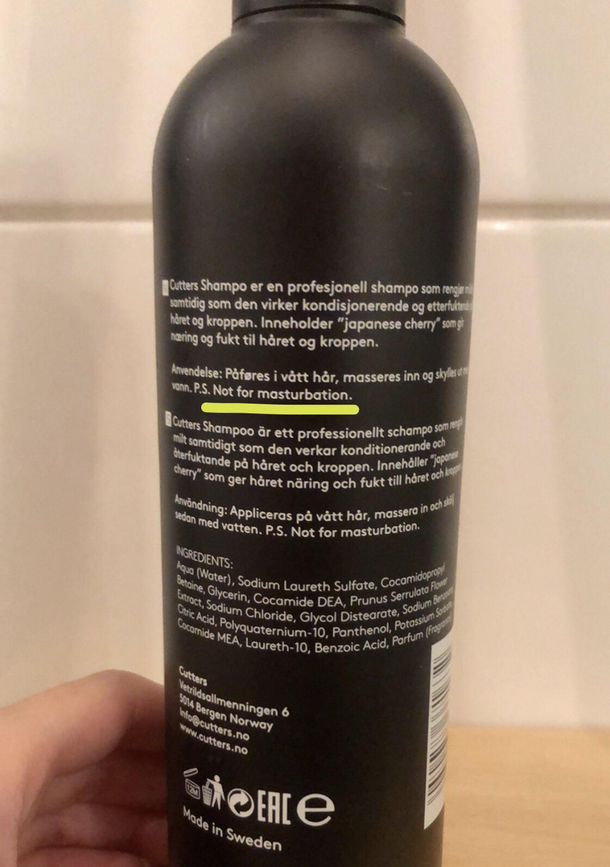 Cutters Shampo er en profesjonell shampo som rengjør
samtidig som den virker kondisjonerende og etterfuktende
håret og kroppen. Inneholder "japanese cherry" som gir
næring og fukt til håret og kroppen.
Anvendelse: Påføres i vått hår, masseres inn og skylles ut
vann. P.S. Not for masturbation.
Cutters Shampoo är ett professionellt schampo som
milt samtidigt som den verkar konditionerande och
återfuktande på håret och kroppen. Innehåller "japanese
cherry" som ger håret näring och fukt till håret och kroppen
Användning: Appliceras på vått hår, massera in och skölj
sedan med vatten. P.S. Not for masturbation.
INGREDIENTS:
Aqua (Water), Sodium Laureth Sulfate, Cocamidopropyl
Betaine, Glycerin, Cocamide DEA, Prunus Serrulata Flower
Extract, Sodium Chloride, Glycol Distearate, Sodium Benzoate,
Citric Acid, Polyquaternium-10, Panthenol, Potassium Sorbate,
Cocamide MEA, Laureth-10, Benzoic Acid, Parfum (Fragrance)
Cutters
Vetrildsallmenningen 6
5014 Bergen Norway
info@cutters.no
www.cutters.no
12M EAC e
Made in Sweden